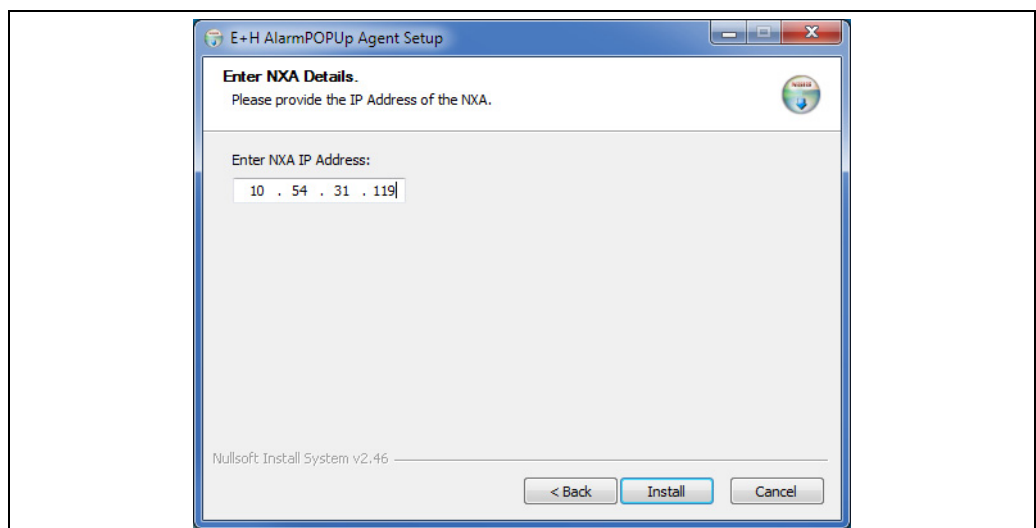 E+H AlarmPOPUp Agent Setup
Enter NXA Details.
Please provide the IP Address of the NXA.
Enter NXA IP Address:
10 . 54 . 31 . 119
Nullsoft Install System v2.46
< Back Install Cancel